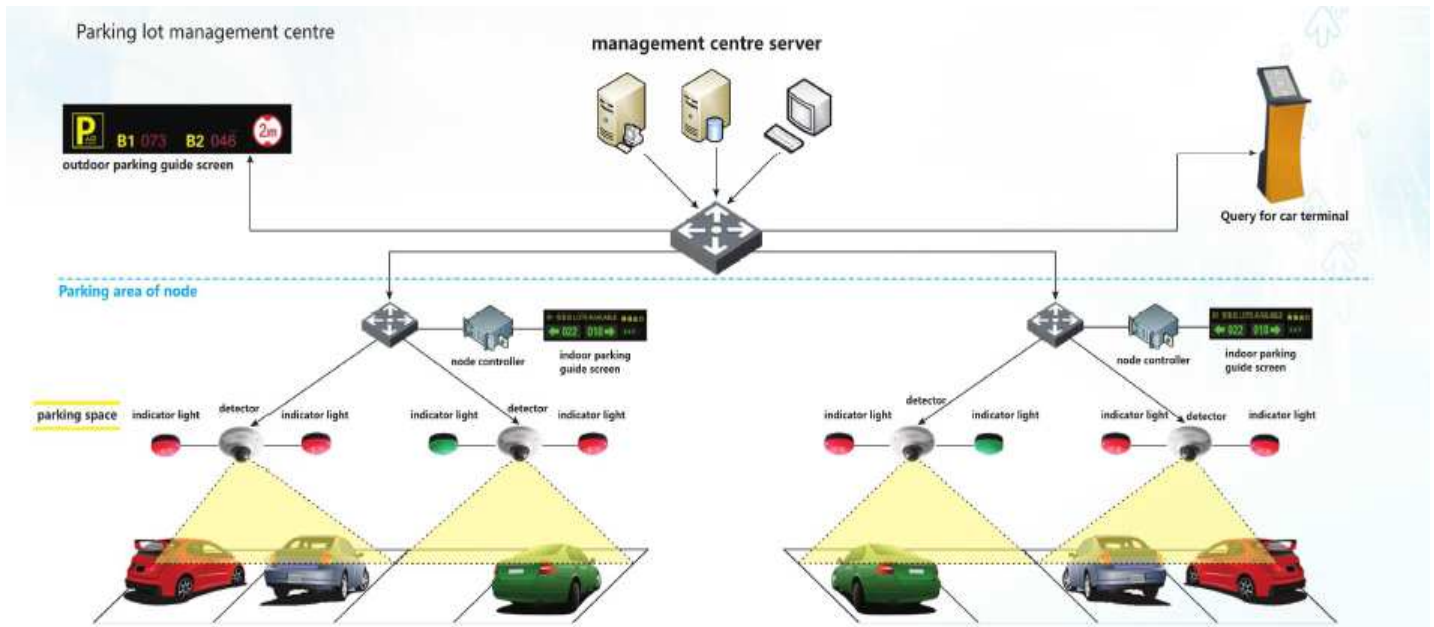 Parking lot management centre
management centre server
P
B1 073 B2 046
2m
outdoor parking guide screen
Query for car terminal
Parking area of node
022 018
node controller
indoor parking
guide screen
022 018
node controller
indoor parking
guide screen
parking space
indicator light
detector
indicator light
indicator light
detector
indicator light
indicator light
detector
indicator light
indicator light
detector
indicator light